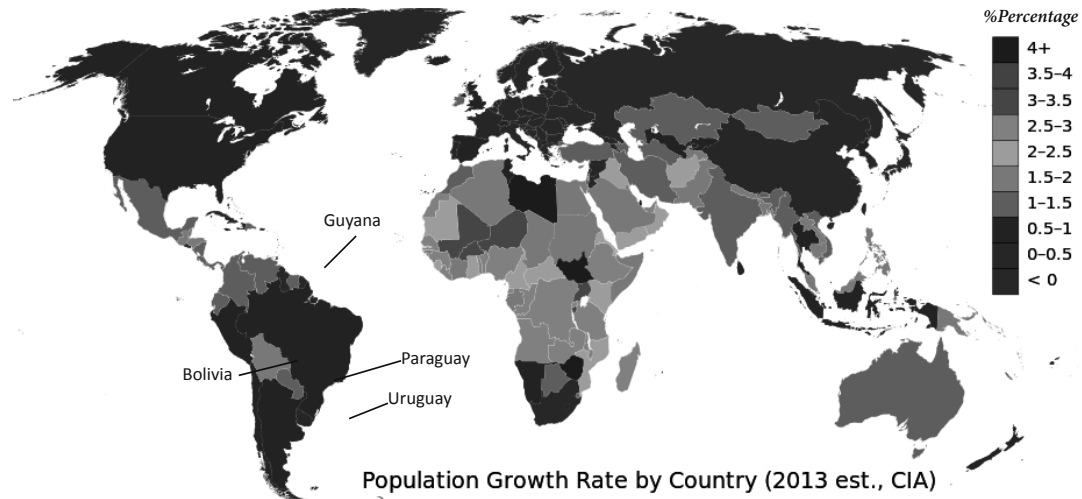 %Percentage
4+
3.5–4
3–3.5
2.5–3
2–2.5
1.5–2
1–1.5
0.5–1
0–0.5
< 0
Guyana
Bolivia
Paraguay
Uruguay
Population Growth Rate by Country (2013 est., CIA)